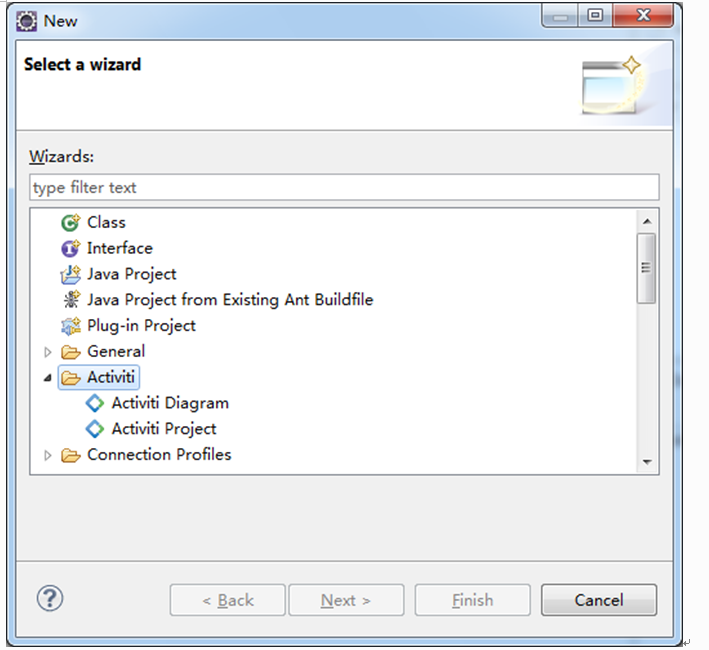 New
Select a wizard
Wizards:
type filter text
Class
Interface
Java Project
Java Project from Existing Ant Buildfile
Plug-in Project
General
Activiti
Activiti Diagram
Activiti Project
Connection Profiles
< Back Next > Finish Cancel